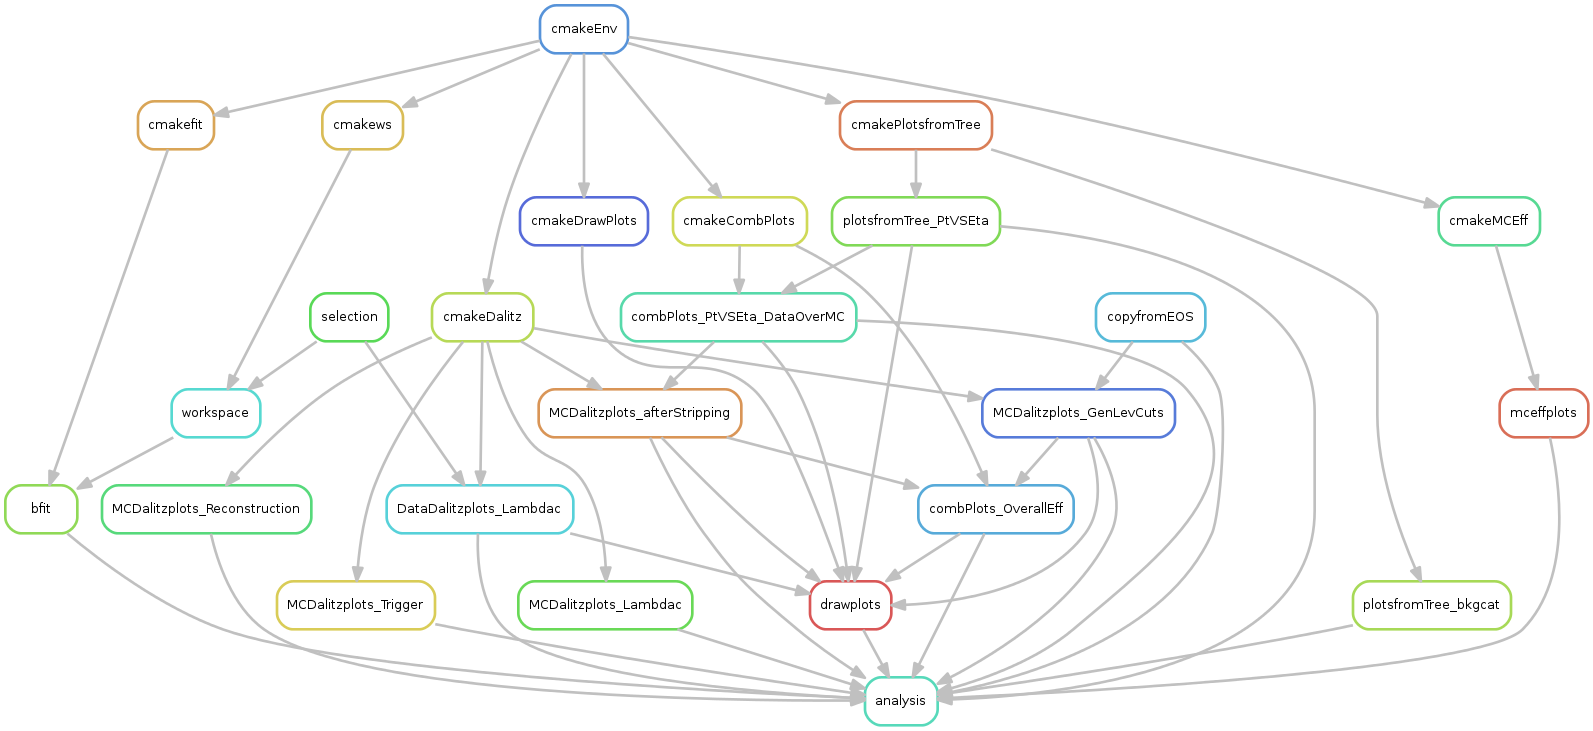 cmakeEnv
cmakefit
cmakews
cmakePlotsfromTree
cmakeDrawPlots
cmakeCombPlots
plotsfromTree_PtVSEta
cmakeMCEff
selection
cmakeDalitz
combPlots_PtVSEta_DataOverMC
copyfromEOS
workspace
MCDalitzplots_afterStripping
MCDalitzplots_GenLevCuts
mceffplots
bfit
MCDalitzplots_Reconstruction
DataDalitzplots_Lambdac
combPlots_OverallEff
MCDalitzplots_Trigger
MCDalitzplots_Lambdac
drawplots
plotsfromTree_bkgcat
analysis